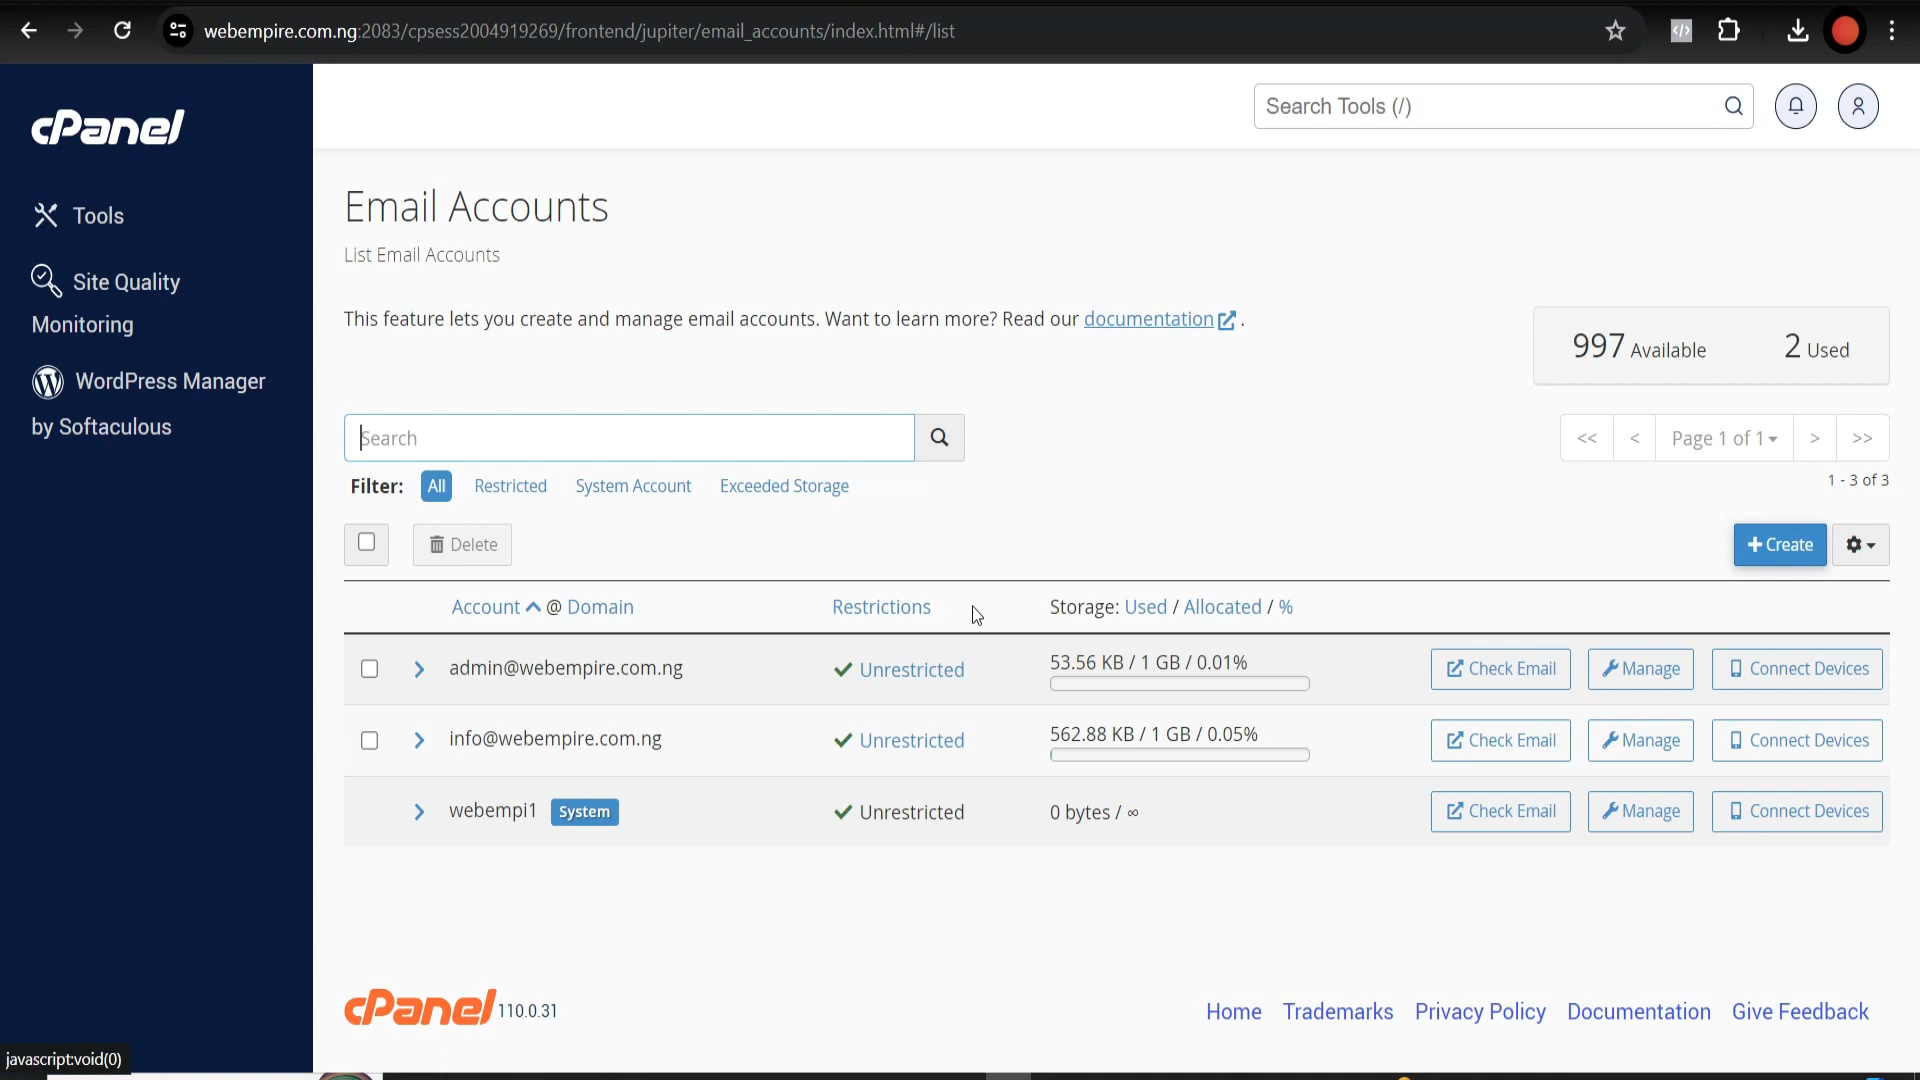 webempire.com.ng:2083/cpsess2004919269/frontend/jupiter/email_accounts/index.html#/list
cPanel
Search Tools (/)
Tools
Site Quality
Monitoring
WordPress Manager
by Softaculous
Email Accounts
List Email Accounts
This feature lets you create and manage email accounts. Want to learn more? Read our documentation .
997 Available 2 Used
Search
<< < Page 1 of 1 > >>
Filter: All Restricted System Account Exceeded Storage
1 - 3 of 3
Delete
+ Create
Account @ Domain Restrictions Storage: Used / Allocated / %
admin@webempire.com.ng Unrestricted 53.56 KB / 1 GB / 0.01% Check Email Manage Connect Devices
info@webempire.com.ng Unrestricted 562.88 KB / 1 GB / 0.05% Check Email Manage Connect Devices
webempi1 System Unrestricted 0 bytes / ∞ Check Email Manage Connect Devices
cPanel 110.0.31
Home Trademarks Privacy Policy Documentation Give Feedback
javascript:void(0)